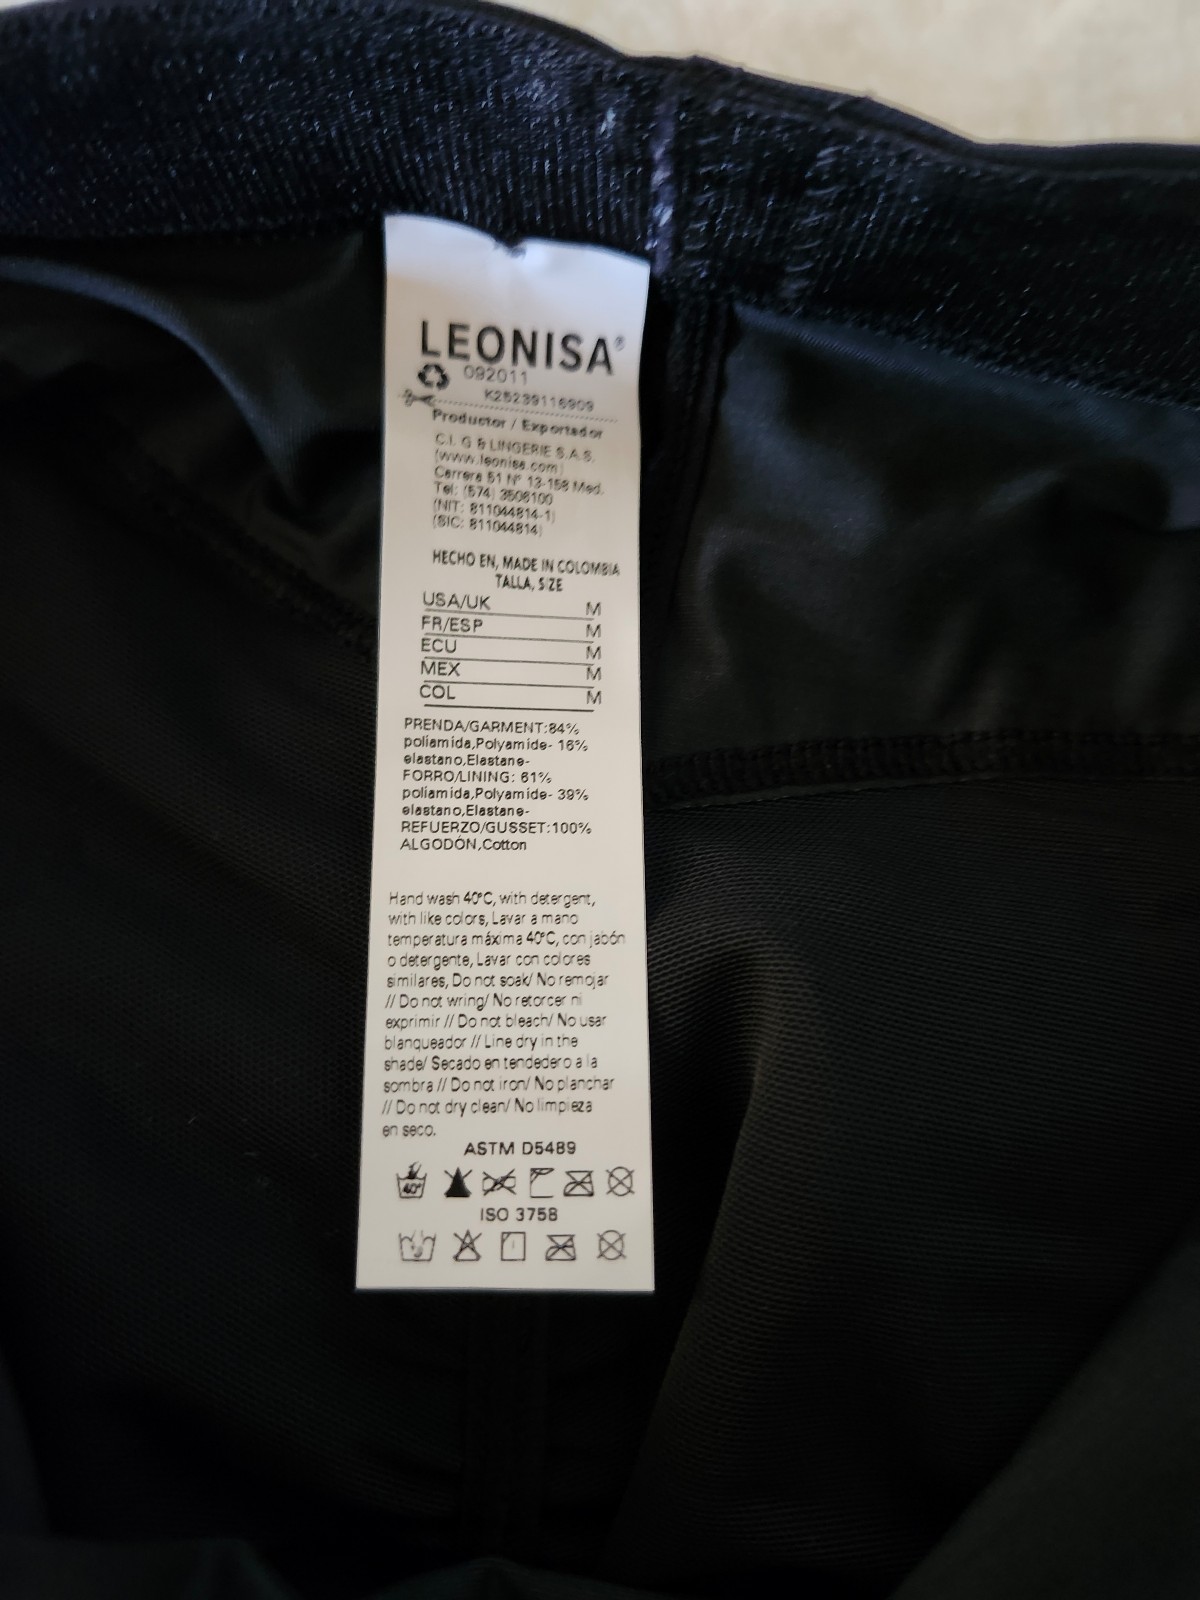 LEONISA®
092011
K28239116909
Productor / Exportador
C.I. G & LINGERIE S.A.S.
(www.leonisa.com)
Carrera 51 N° 13-158 Med.
Tel: (574) 3508100
(NIT: 811044814-1)
(SIC: 811044814)
HECHO EN, MADE IN COLOMBIA
TALLA, SIZE
USA/UK M
FR/ESP M
ECU M
MEX M
COL M
PRENDA/GARMENT:84%
poliamida,Polyamide- 16%
elastano,Elastane-
FORRO/LINING: 61%
poliamida,Polyamide- 39%
elastano,Elastane-
REFUERZO/GUSSET:100%
ALGODÓN,Cotton
Hand wash 40°C, with detergent,
with like colors, Lavar a mano
temperatura máxima 40°C, con jabón
o detergente, Lavar con colores
similares, Do not soak/ No remojar
// Do not wring/ No retorcer ni
exprimir // Do not bleach/ No usar
blanqueador // Line dry in the
shade/ Secado en tendedero a la
sombra // Do not iron/ No planchar
// Do not dry clean/ No limpieza
en seco.
ASTM D5489
40°
ISO 3758